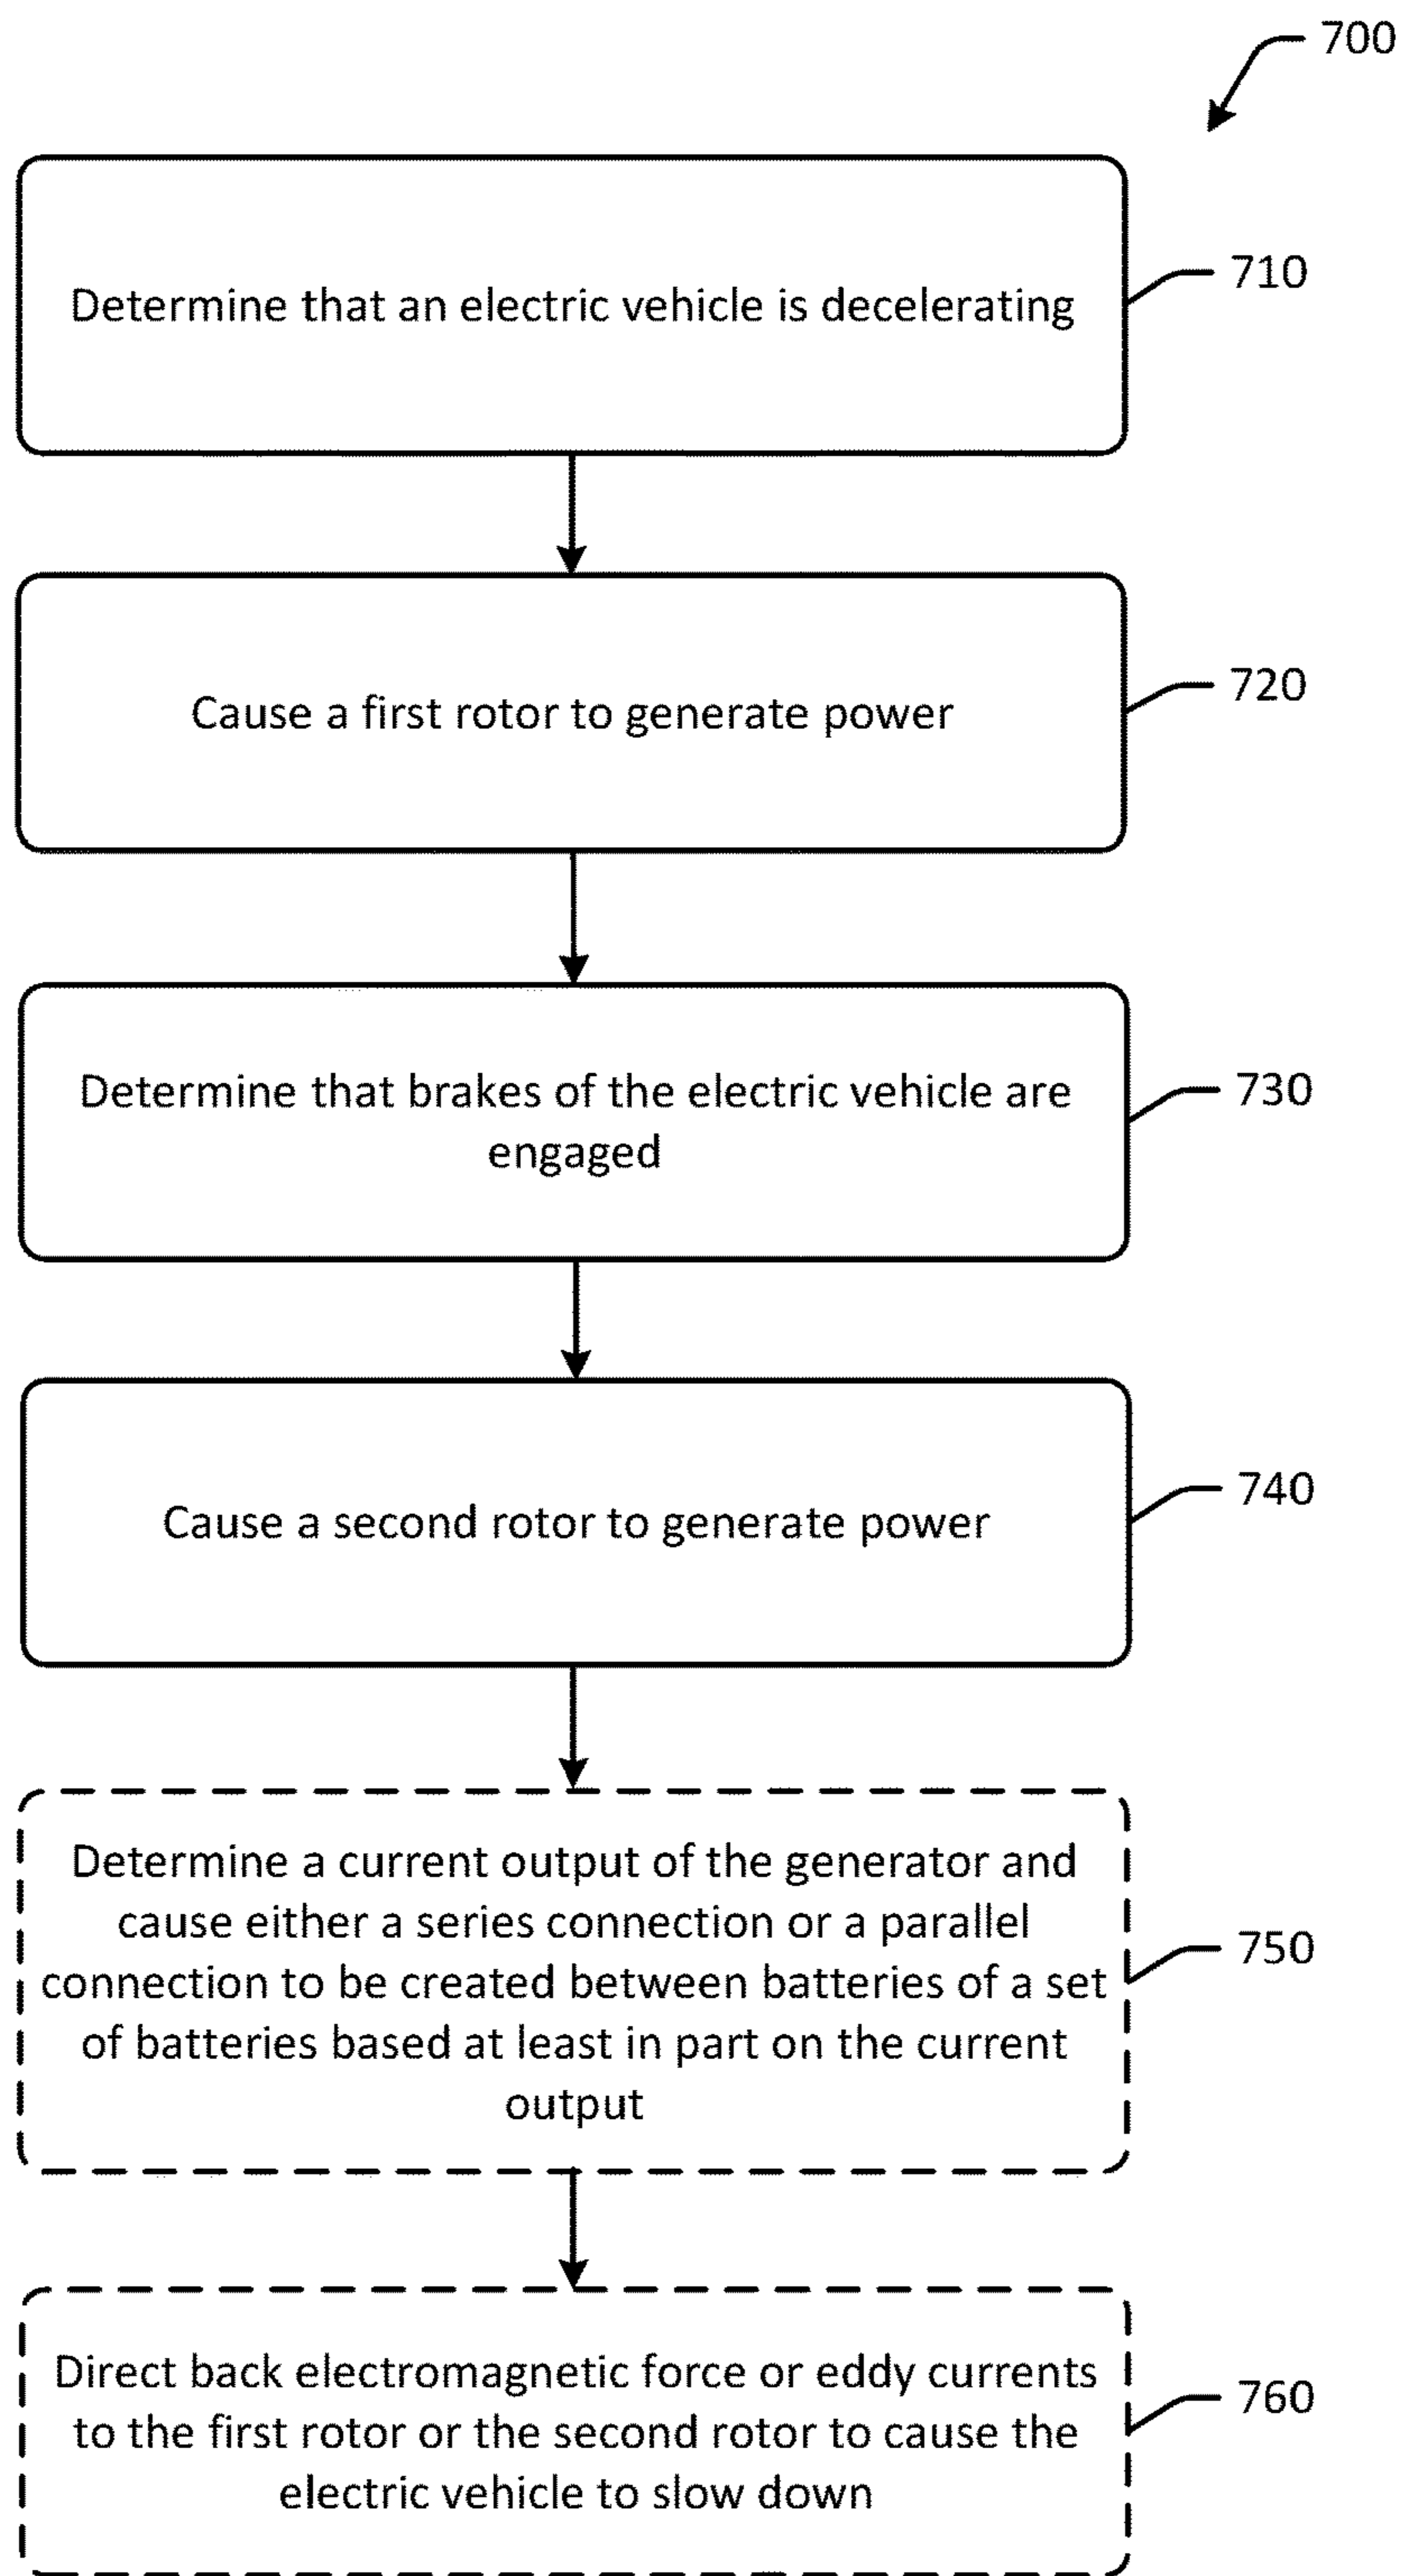 700
Determine that an electric vehicle is decelerating
710
Cause a first rotor to generate power
720
Determine that brakes of the electric vehicle are
engaged
730
Cause a second rotor to generate power
740
Determine a current output of the generator and
cause either a series connection or a parallel
connection to be created between batteries of a set
of batteries based at least in part on the current
output
750
Direct back electromagnetic force or eddy currents
to the first rotor or the second rotor to cause the
electric vehicle to slow down
760